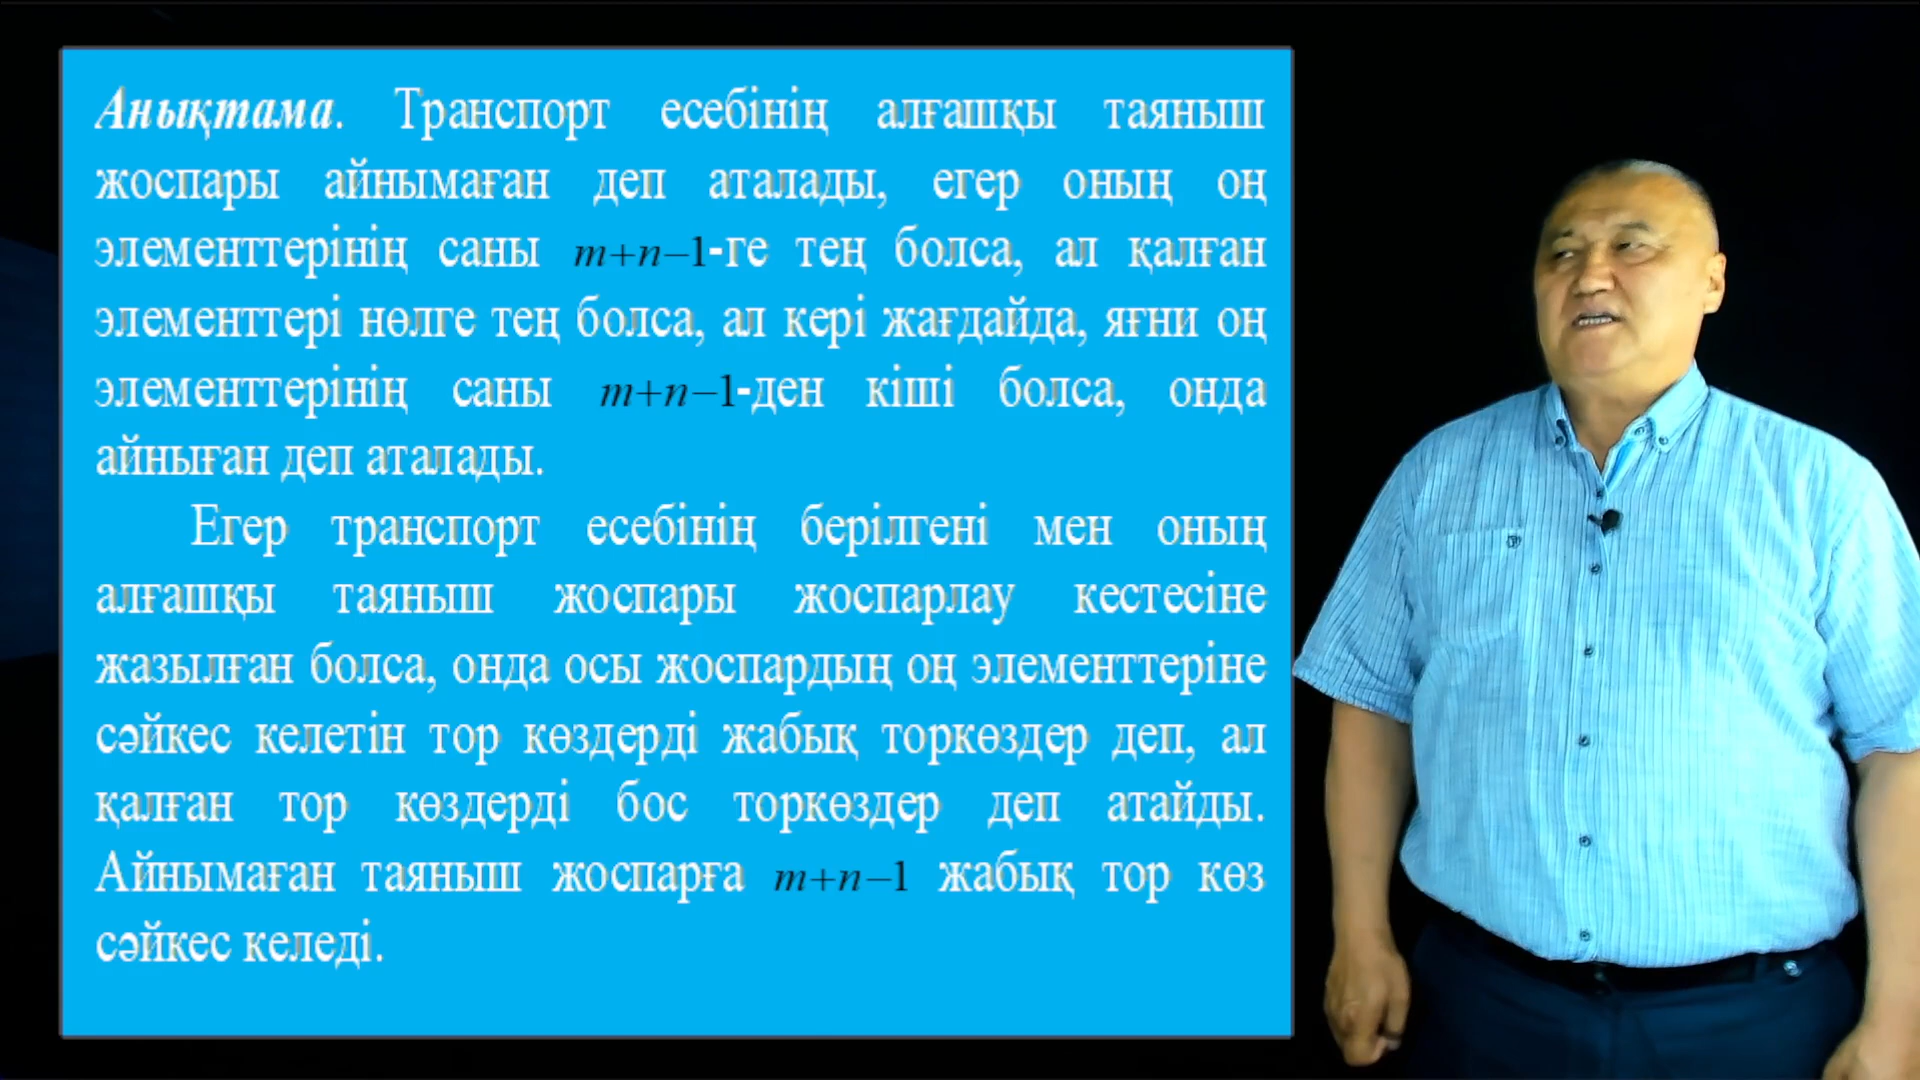 Анықтама. Транспорт есебінің алғашқы таяныш
жоспары айнымаған деп аталады, егер оның оң
элементтерінің саны m+n−1-ге тең болса, ал қалған
элементтері нөлге тең болса, ал кері жағдайда, яғни оң
элементтерінің саны m+n−1-ден кіші болса, онда
айныған деп аталады.
Егер транспорт есебінің берілгені мен оның
алғашқы таяныш жоспары жоспарлау кестесіне
жазылған болса, онда осы жоспардың оң элементтеріне
сәйкес келетін тор көздерді жабық торкөздер деп, ал
қалған тор көздерді бос торкөздер деп атайды.
Айнымаған таяныш жоспарға m+n−1 жабық тор көз
сәйкес келеді.